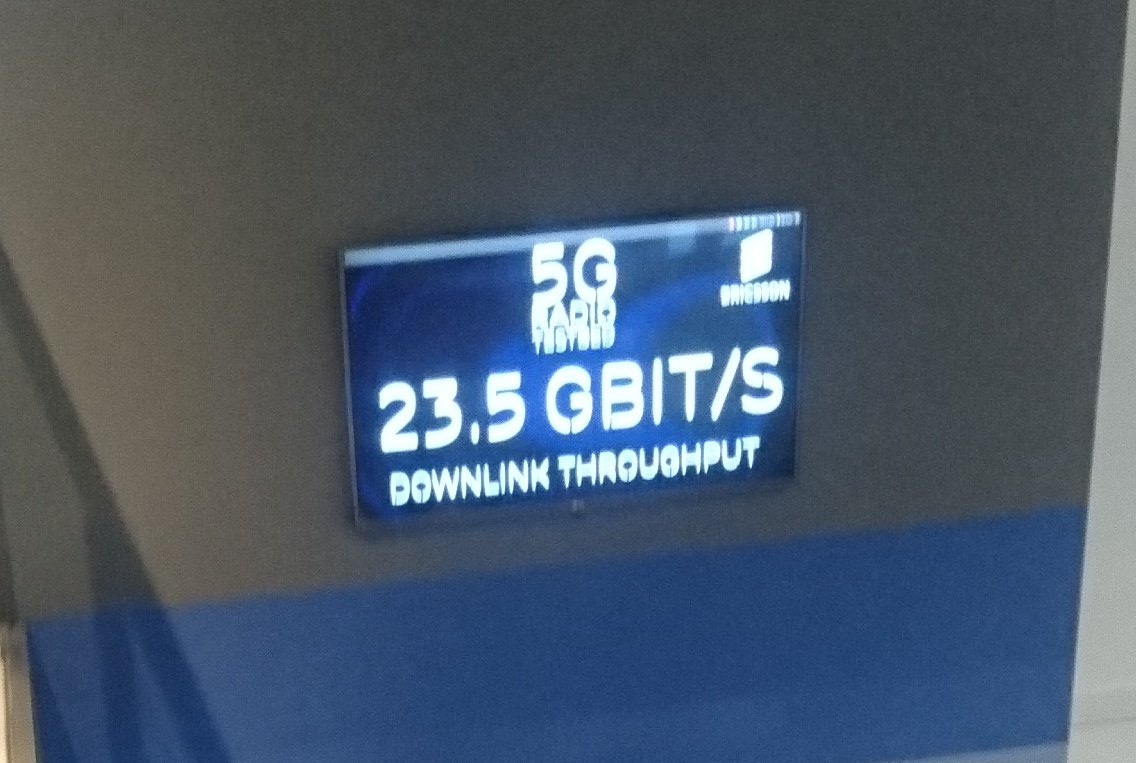 5G
RADIO
TESTBED
ERICSSON
23.5 GBIT/S
DOWNLINK THROUGHPUT